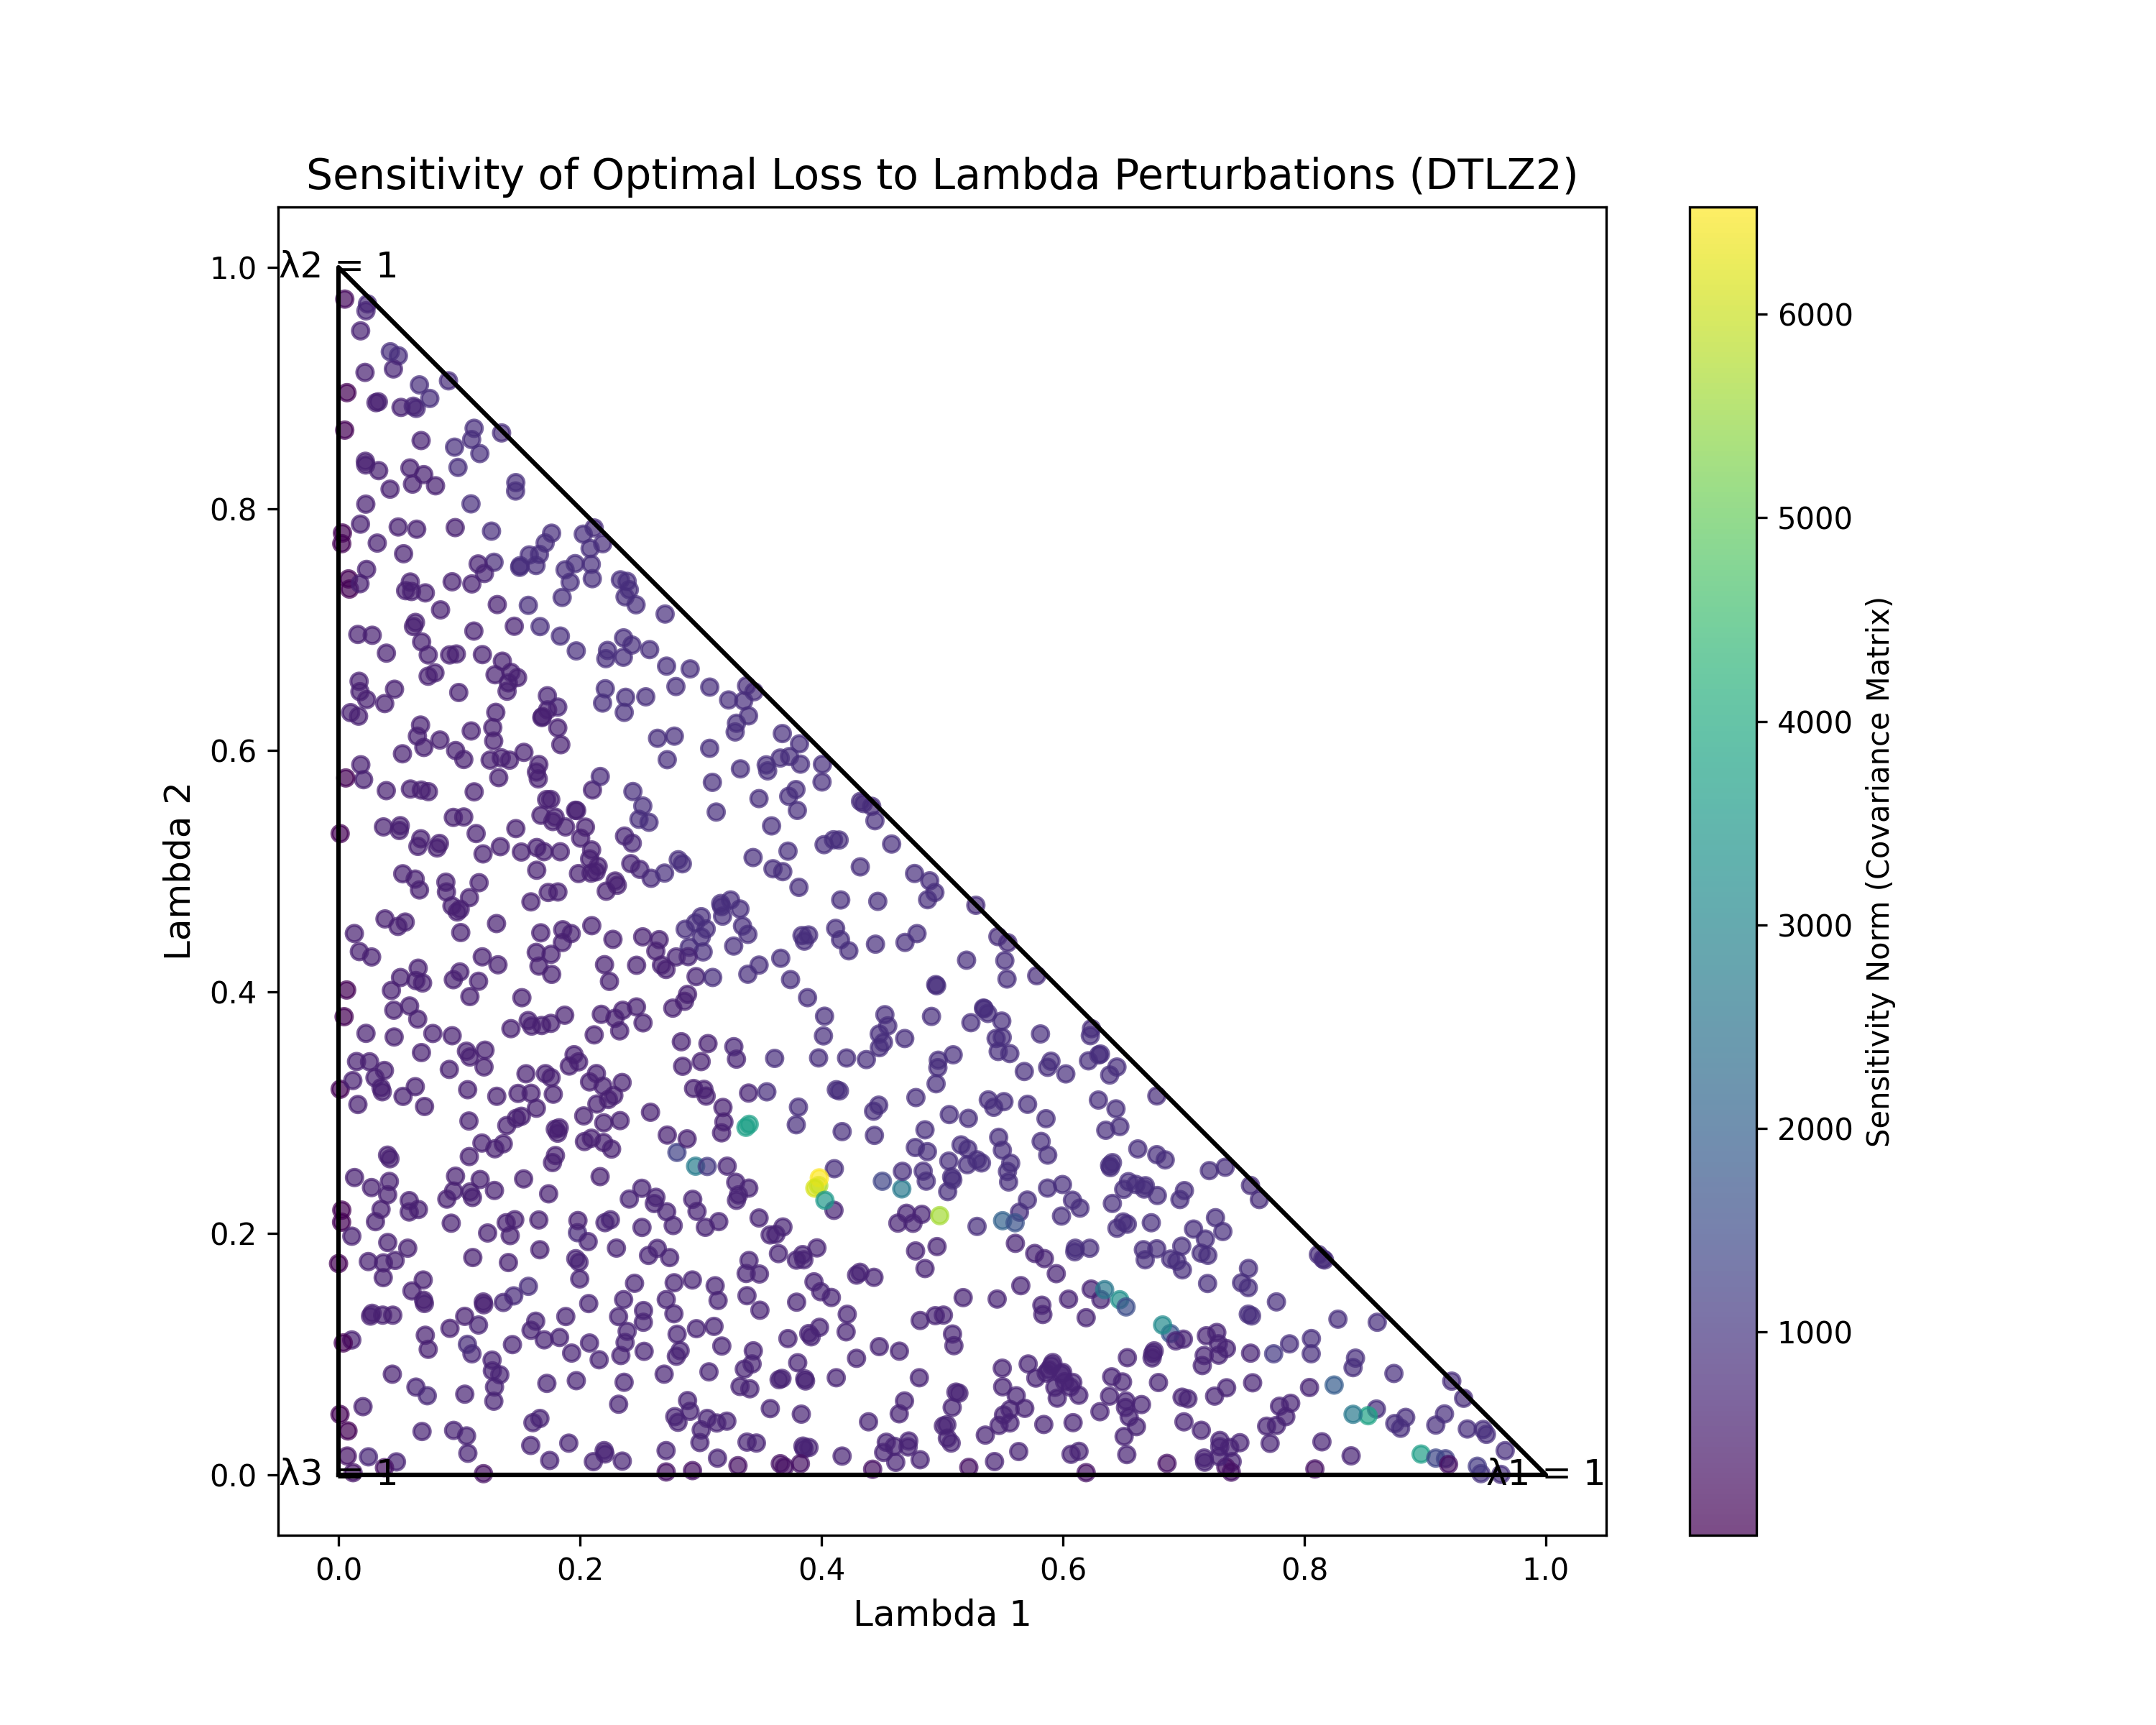 Sensitivity of Optimal Loss to Lambda Perturbations (DTLZ2)
λ2 = 1
λ3 = 1
λ1 = 1
1.0
0.8
0.6
0.4
0.2
0.0
Lambda 2
0.0 0.2 0.4 0.6 0.8 1.0
Lambda 1
6000
5000
4000
3000
2000
1000
Sensitivity Norm (Covariance Matrix)